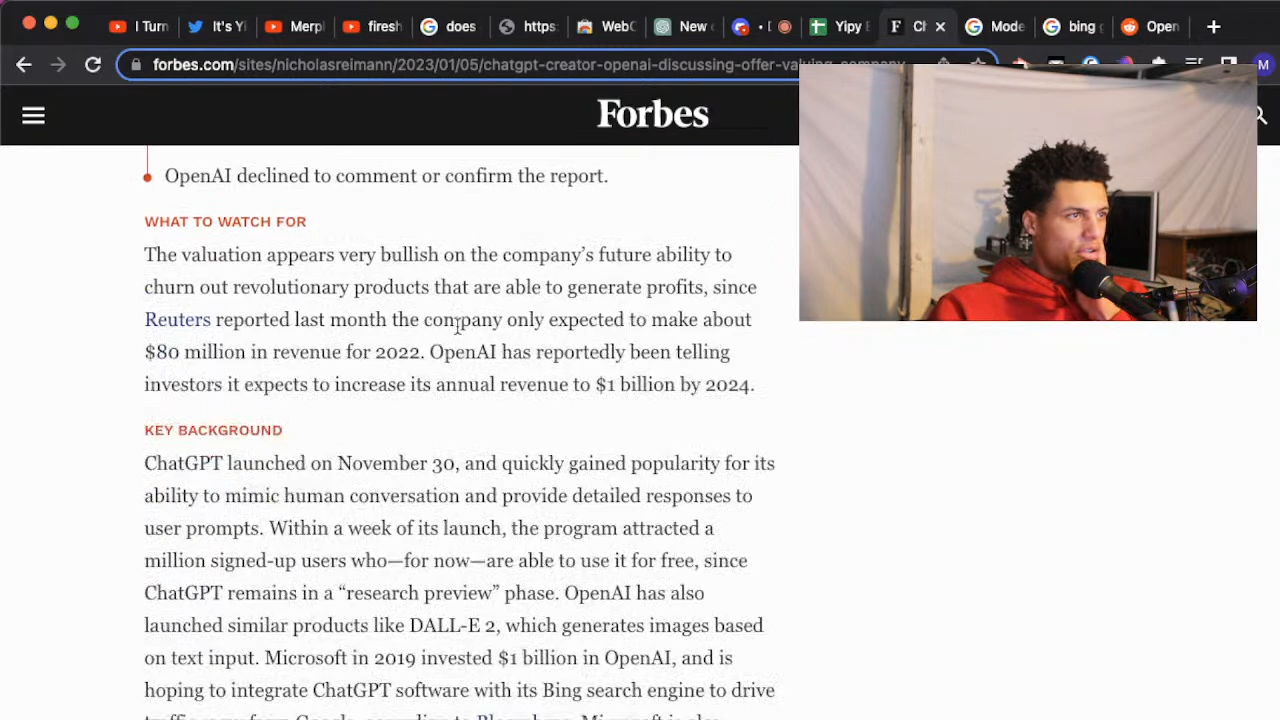 I Turn
It's Yi
Merp
firesh
does
https:
WebC
New
Yipy
Ch
Mode
bing
Open
forbes.com/sites/nicholasreimann/2023/01/05/chatgpt-creator-openai-discussing-offer-valuing-company
M
Forbes
OpenAI declined to comment or confirm the report.
WHAT TO WATCH FOR
The valuation appears very bullish on the company’s future ability to
churn out revolutionary products that are able to generate profits, since
Reuters reported last month the company only expected to make about
$80 million in revenue for 2022. OpenAI has reportedly been telling
investors it expects to increase its annual revenue to $1 billion by 2024.
KEY BACKGROUND
ChatGPT launched on November 30, and quickly gained popularity for its
ability to mimic human conversation and provide detailed responses to
user prompts. Within a week of its launch, the program attracted a
million signed-up users who—for now—are able to use it for free, since
ChatGPT remains in a “research preview” phase. OpenAI has also
launched similar products like DALL-E 2, which generates images based
on text input. Microsoft in 2019 invested $1 billion in OpenAI, and is
hoping to integrate ChatGPT software with its Bing search engine to drive